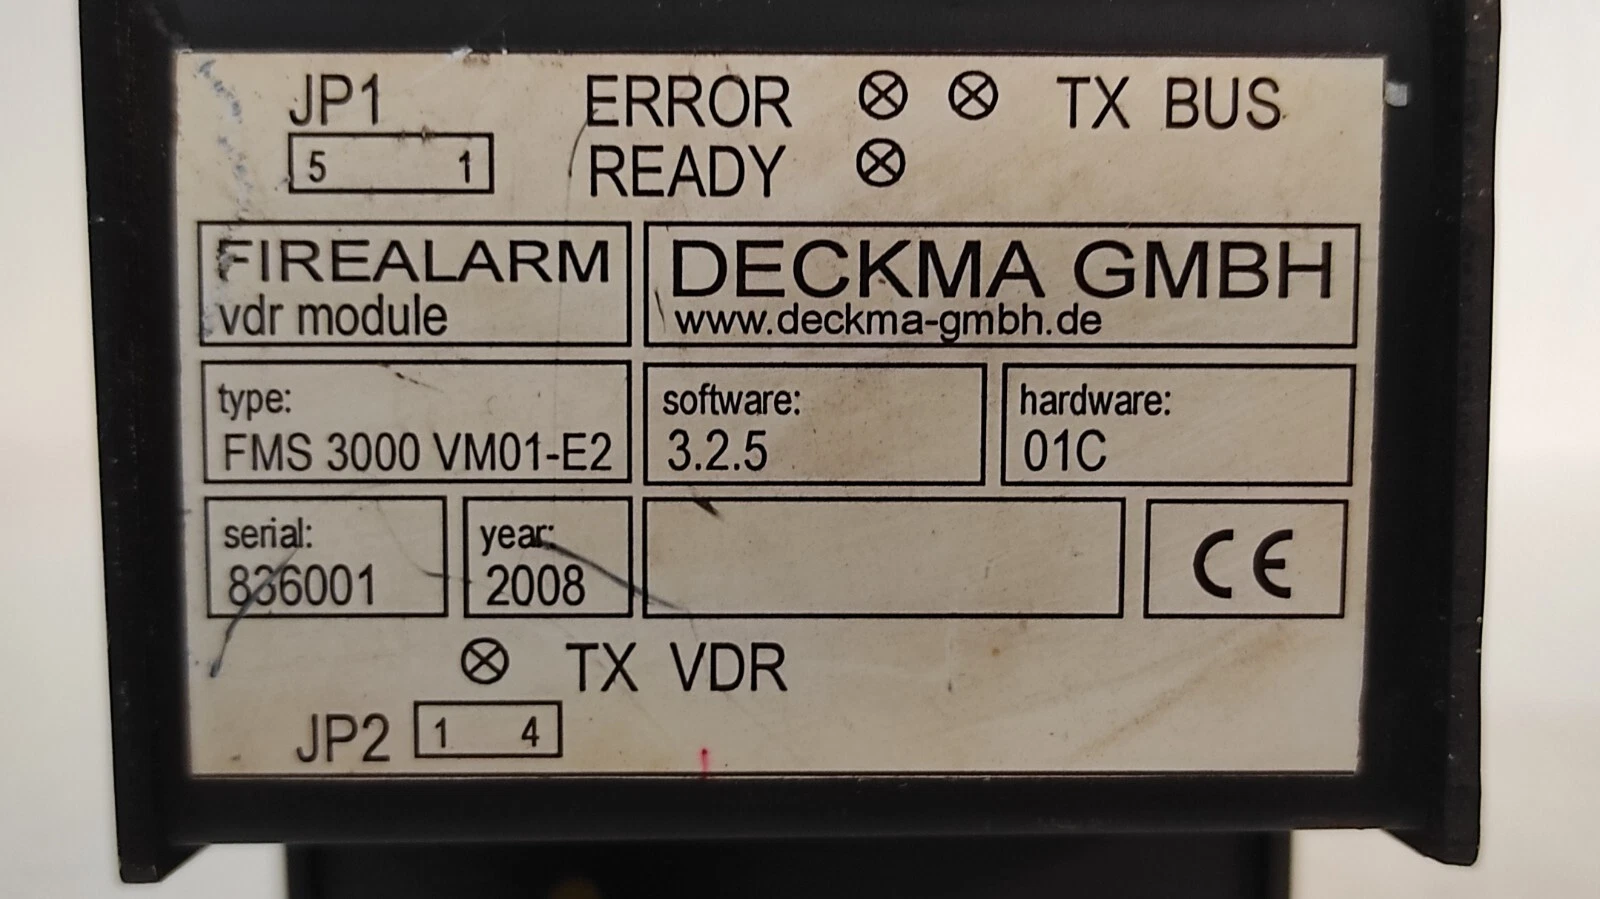 JP1
5 1
ERROR TX BUS
READY
FIREALARM
vdr module
DECKMA GMBH
www.deckma-gmbh.de
type:
FMS 3000 VM01-E2
software:
3.2.5
hardware:
01C
serial:
836001
year:
2008
CE
TX VDR
JP2
1 4